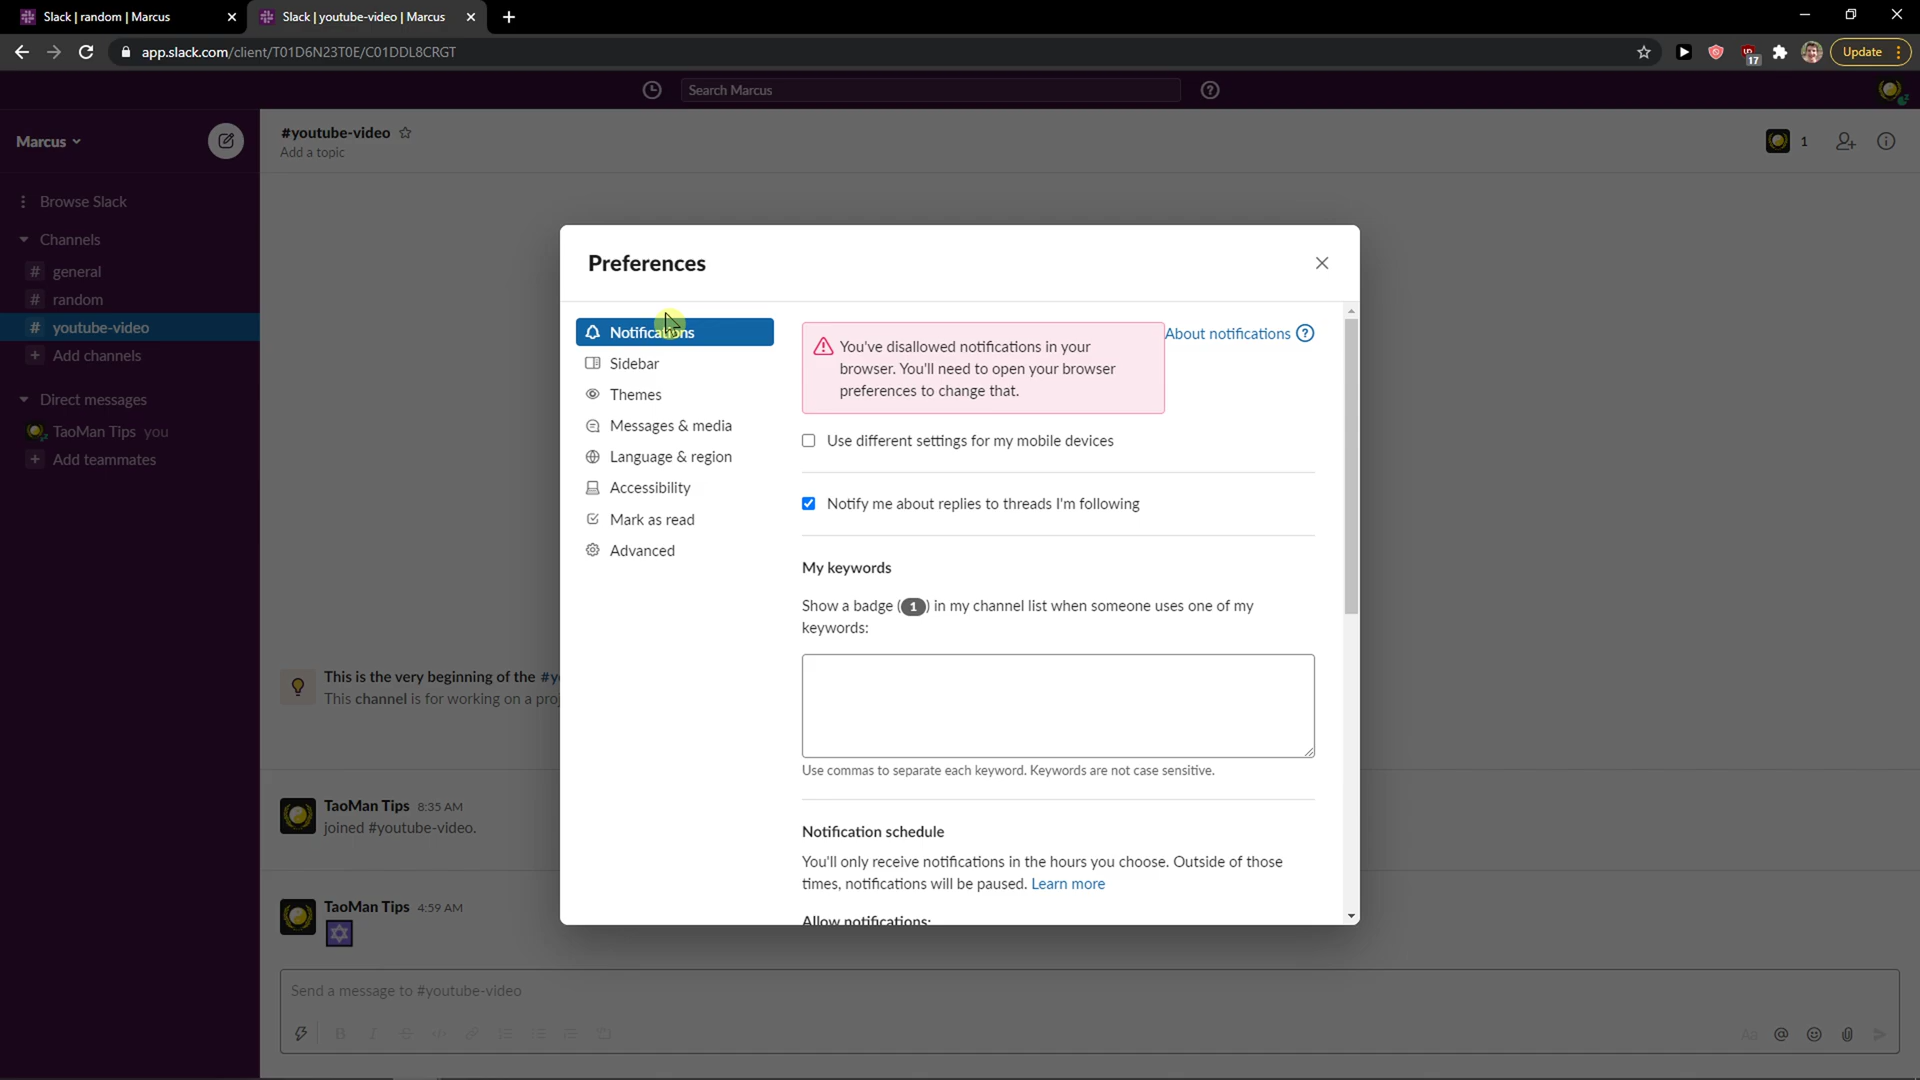 Slack | random | Marcus
Slack | youtube-video | Marcus
app.slack.com/client/T01D6N23T0E/C01DDL8CRGT
17
Update
Search Marcus
Marcus
#youtube-video
Add a topic
1
Browse Slack
Channels
# general
# random
# youtube-video
+ Add channels
Direct messages
TaoMan Tips you
+ Add teammates
This is the very beginning of the #y
This channel is for working on a proj
TaoMan Tips 8:35 AM
joined #youtube-video.
TaoMan Tips 4:59 AM
Send a message to #youtube-video
B I S
Aa @
Preferences
Notifications
Sidebar
Themes
Messages & media
Language & region
Accessibility
Mark as read
Advanced
You've disallowed notifications in your
browser. You'll need to open your browser
preferences to change that.
About notifications
Use different settings for my mobile devices
Notify me about replies to threads I'm following
My keywords
Show a badge (1) in my channel list when someone uses one of my
keywords:
Use commas to separate each keyword. Keywords are not case sensitive.
Notification schedule
You'll only receive notifications in the hours you choose. Outside of those
times, notifications will be paused. Learn more
Allow notifications: